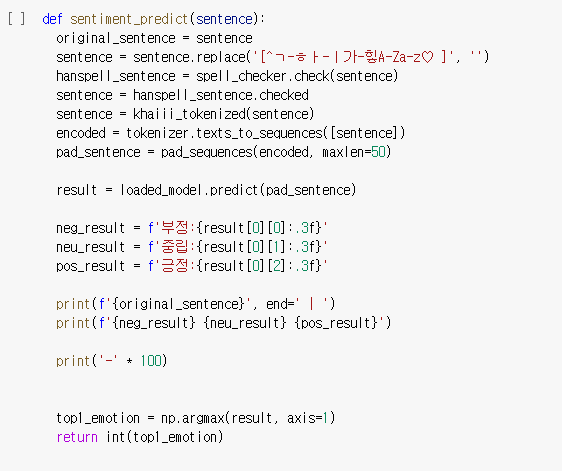 [ ] def sentiment_predict(sentence):
original_sentence = sentence
sentence = sentence.replace('[^ㄱ-ㅎㅏ-ㅣ가-힣A-Za-z♡ ]', '')
hanspell_sentence = spell_checker.check(sentence)
sentence = hanspell_sentence.checked
sentence = khaiii_tokenized(sentence)
encoded = tokenizer.texts_to_sequences([sentence])
pad_sentence = pad_sequences(encoded, maxlen=50)
result = loaded_model.predict(pad_sentence)
neg_result = f'부정:{result[0][0]:.3f}'
neu_result = f'중립:{result[0][1]:.3f}'
pos_result = f'긍정:{result[0][2]:.3f}'
print(f'{original_sentence}', end=' | ')
print(f'{neg_result} {neu_result} {pos_result}')
print('-' * 100)
top1_emotion = np.argmax(result, axis=1)
return int(top1_emotion)